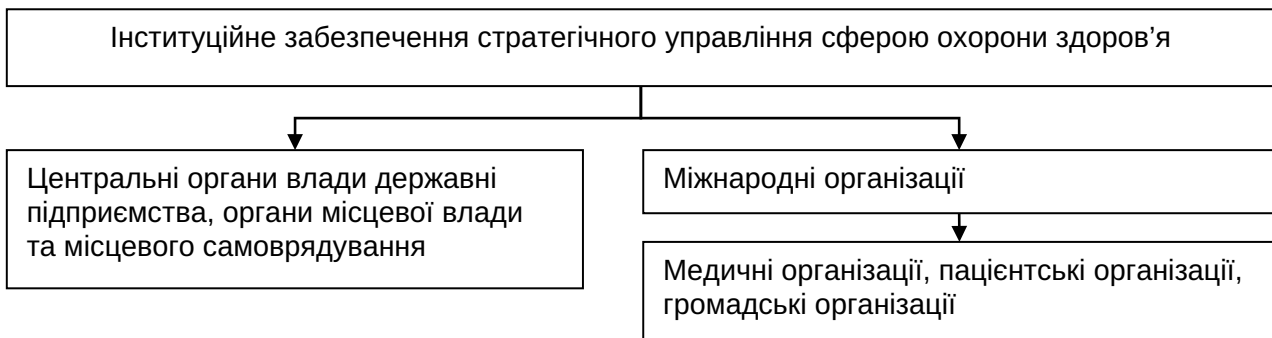 Інституційне забезпечення стратегічного управління сферою охорони здоров’я
Центральні органи влади державні
підприємства, органи місцевої влади
та місцевого самоврядування
Міжнародні організації
Медичні організації, пацієнтські організації,
громадські організації